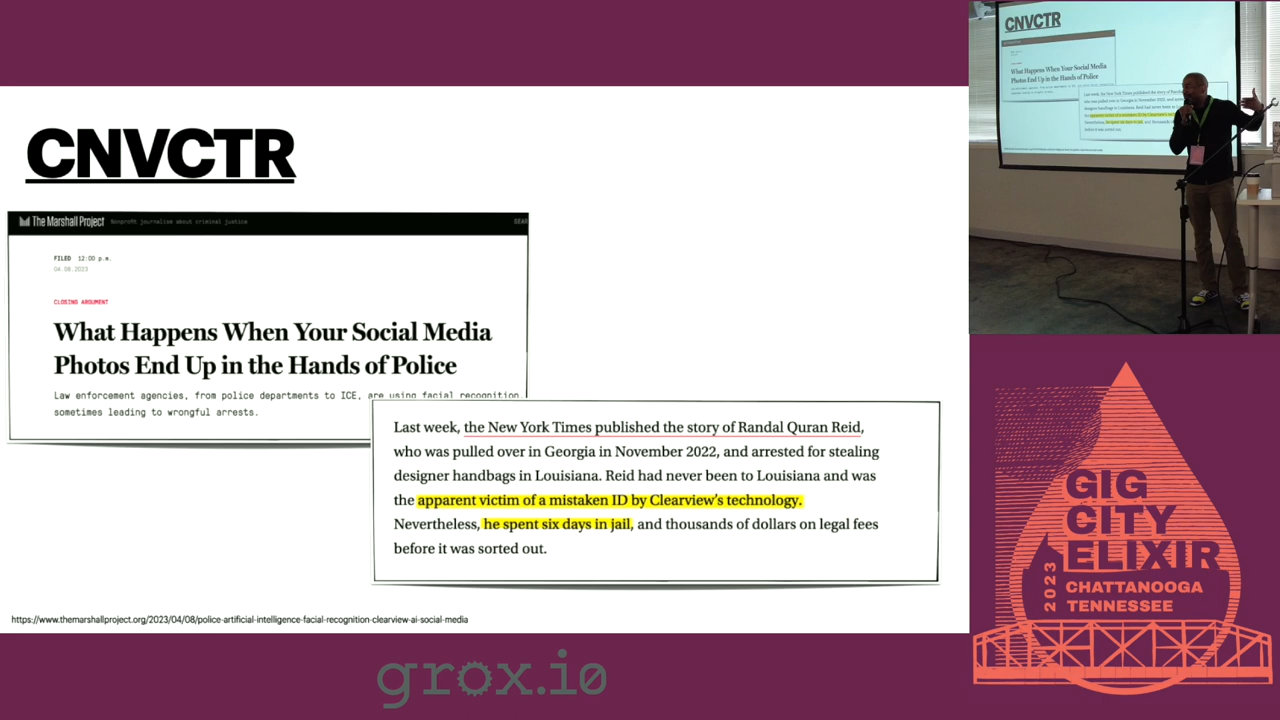 CNVCTR
The Marshall Project Nonprofit journalism about criminal justice GEAR
FILED 12:00 p.m.
04.08.2023
CLOSING ARGUMENT
What Happens When Your Social Media
Photos End Up in the Hands of Police
Law enforcement agencies, from police departments to ICE, are using facial recognition,
sometimes leading to wrongful arrests.
Last week, the New York Times published the story of Randal Quran Reid,
who was pulled over in Georgia in November 2022, and arrested for stealing
designer handbags in Louisiana. Reid had never been to Louisiana and was
the apparent victim of a mistaken ID by Clearview's technology.
Nevertheless, he spent six days in jail, and thousands of dollars on legal fees
before it was sorted out.
https://www.themarshallproject.org/2023/04/08/police-artificial-intelligence-facial-recognition-clearview-ai-social-media
grox.io
CNVCTR
What Happens When Your Social Media
Photos End Up in the Hands of Police
GIG
CITY
ELIXIR
2023
CHATTANOOGA
TENNESSEE